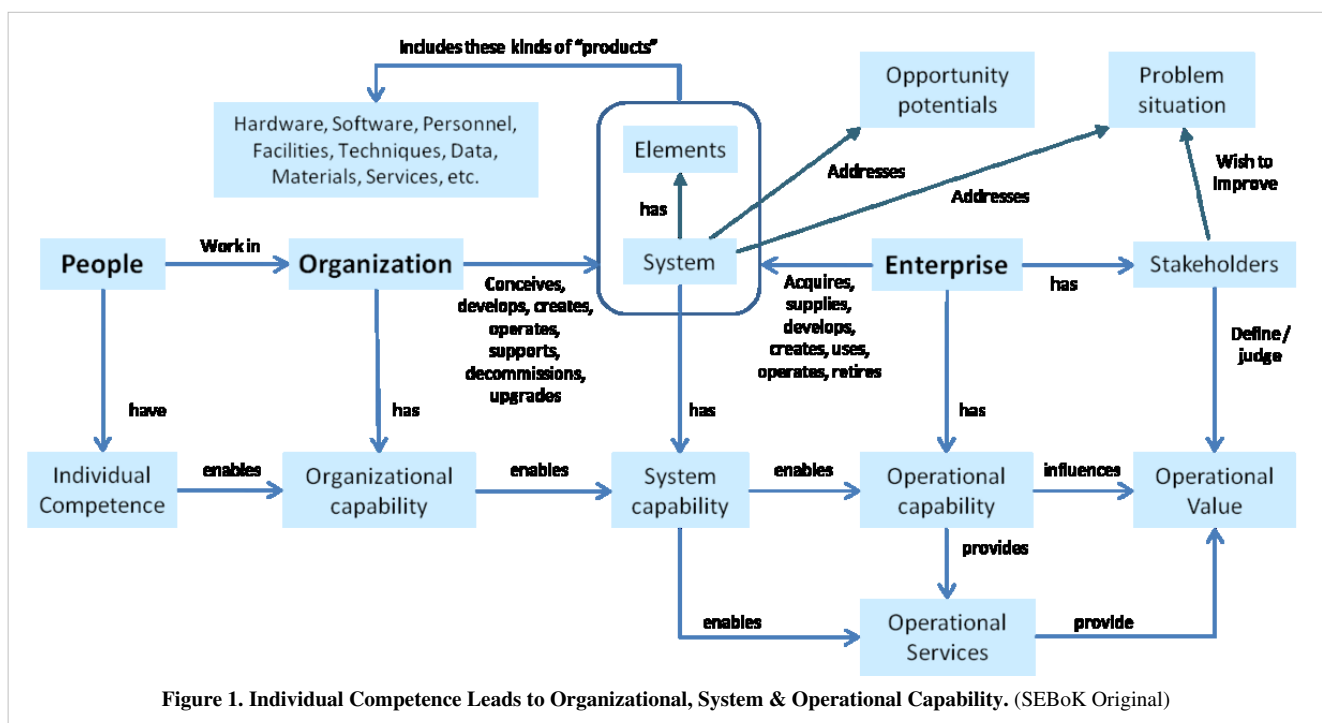 Includes these kinds of “products”
Opportunity
potentials
Problem
situation
Hardware, Software, Personnel,
Facilities, Techniques, Data,
Materials, Services, etc.
Elements
Addresses
Addresses
Wish to
Improve
has
People
Work in
Organization
System
Enterprise
has
Stakeholders
Conceives,
develops, creates,
operates,
supports,
decommissions,
upgrades
Acquires,
supplies,
develops,
creates, uses,
operates, retires
Define /
judge
have
has
has
has
Individual
Competence
enables
Organizational
capability
enables
System
capability
enables
Operational
capability
influences
Operational
Value
provides
enables
Operational
Services
provide
Figure 1. Individual Competence Leads to Organizational, System & Operational Capability. (SEBoK Original)